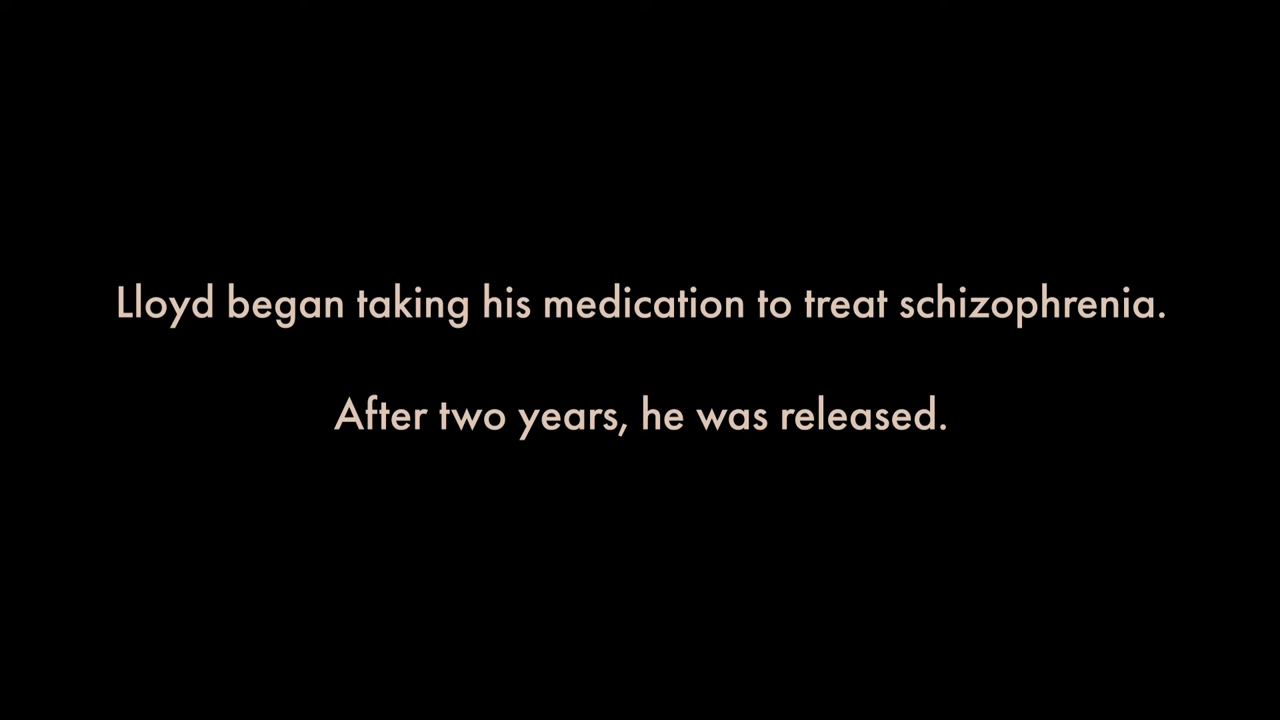 Lloyd began taking his medication to treat schizophrenia.
After two years, he was released.